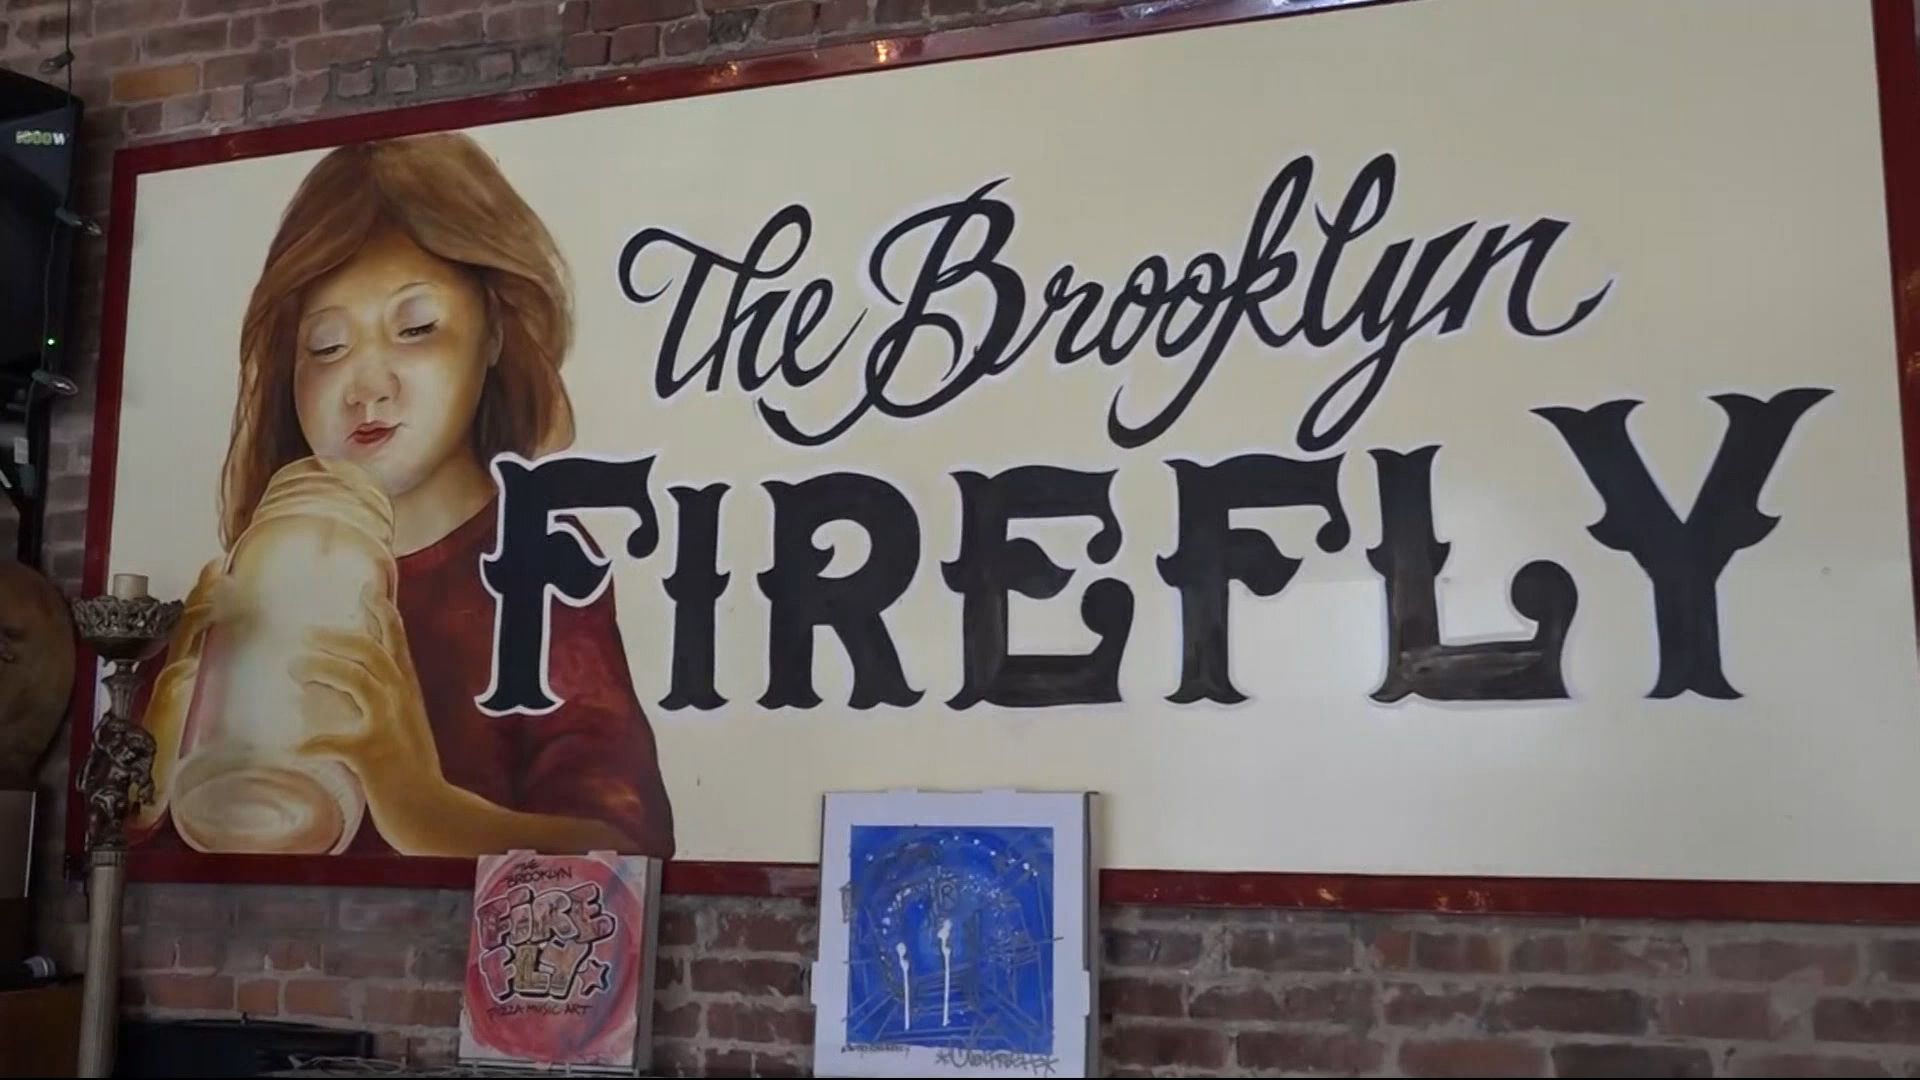 The Brooklyn
FIREFLY
THE
BROOKLYN
FIRE
FLY
PIZZA·MUSIC·ART